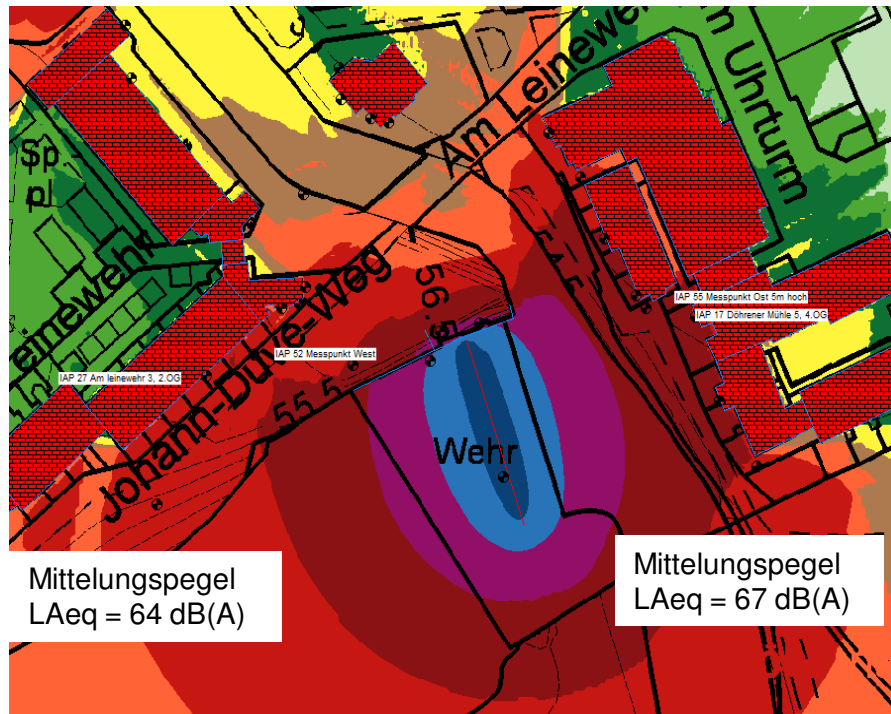 Am Leinewe
m Uhrturm
Sp
pl
einewehr
Johann-Duve-Weg
56.5
55.5
IAP 55 Messpunkt Ost 5m hoch
IAP 17 Döhrener Mühle 5, 4.OG
IAP 52 Messpunkt West
IAP 27 Am leinewehr 3, 2.OG
Wehr
Mittelungspegel
LAeq = 64 dB(A)
Mittelungspegel
LAeq = 67 dB(A)